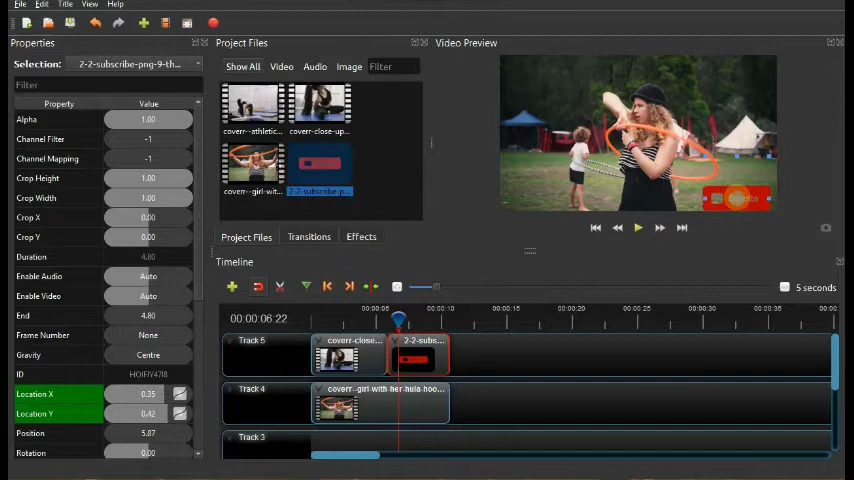 File Edit Title View Help
Properties
Project Files
Video Preview
Selection: 2-2-subscribe-png-9-th...
Show All Video Audio Image Filter
Filter
Property Value
Alpha 1.00
Channel Filter -1
Channel Mapping -1
Crop Height 1.00
Crop Width 1.00
Crop X 0.00
Crop Y 0.00
Duration 4.80
Enable Audio Auto
Enable Video Auto
End 4.80
Frame Number None
Gravity Centre
ID HOIFIY47I8
Location X 0.35
Location Y 0.42
Position 5.87
Rotation 0.00
coverr--athletic...
coverr-close-up...
coverr--girl-wit...
2-2-subscribe-p...
Project Files Transitions Effects
Timeline
5 seconds
00:00:06:22
00:00:05 00:00:10 00:00:15 00:00:20 00:00:25 00:00:30 00:00:35 00:00:
Track 5
coverr-close...
2-2-subs...
Track 4
coverr--girl-with-her-hula-hoo...
Track 3